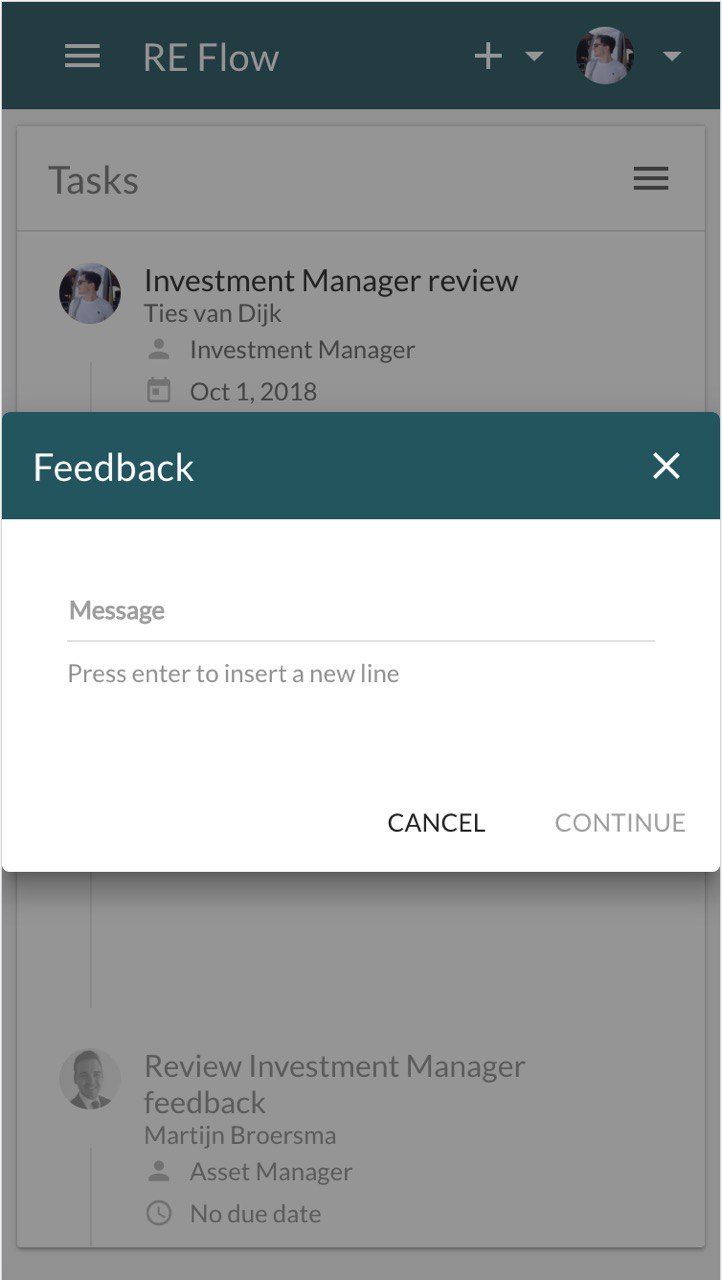 RE Flow
Tasks
Investment Manager review
Ties van Dijk
Investment Manager
Oct 1, 2018
Feedback
Message
Press enter to insert a new line
CANCEL CONTINUE
Review Investment Manager
feedback
Martijn Broersma
Asset Manager
No due date